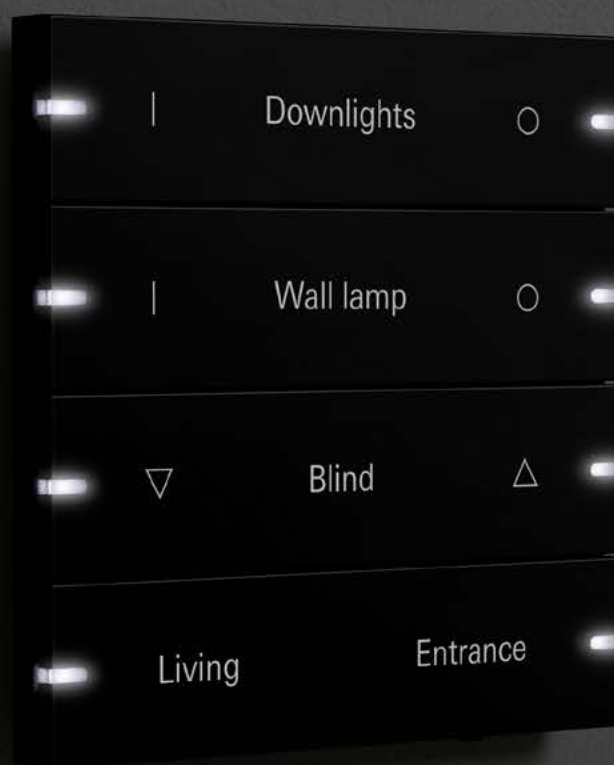 | Downlights ○
| Wall lamp ○
▽ Blind △
Living Entrance